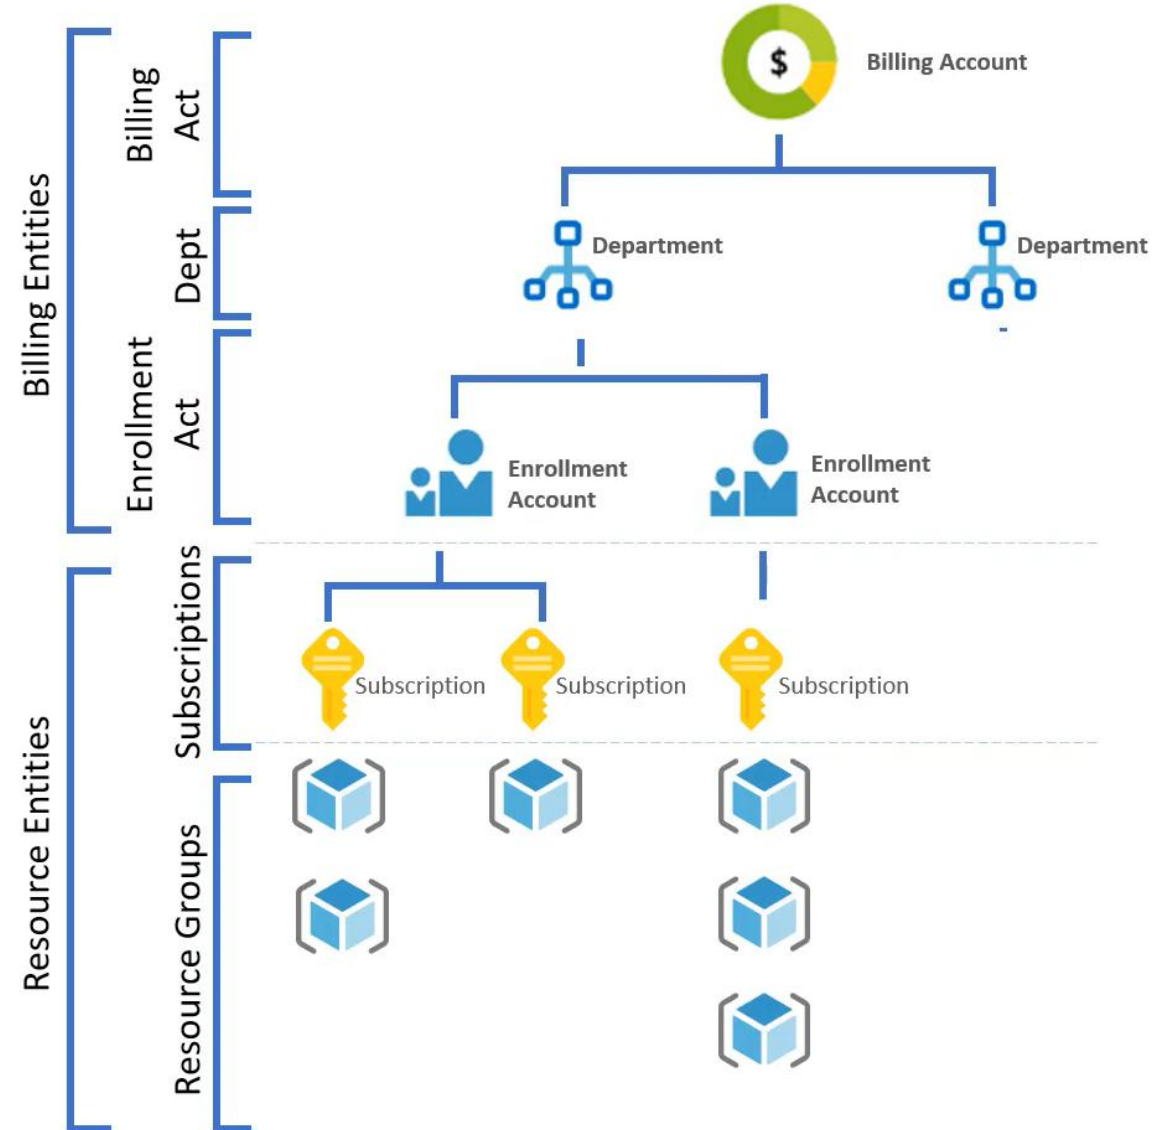 Billing Entities
Billing
Act
$
Billing Account
Dept
Department
Department
Enrollment
Act
Enrollment
Account
Enrollment
Account
Resource Entities
Subscriptions
Subscription
Subscription
Subscription
Resource Groups